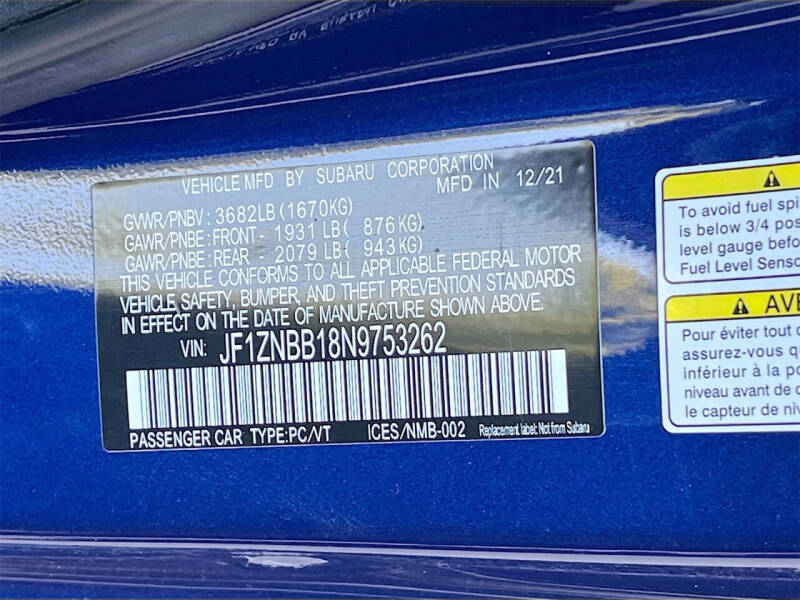 VEHICLE MFD BY SUBARU CORPORATION
MFD IN 12/21
GVWR/PNBV : 3682LB (1670KG)
GAWR/PNBE : FRONT - 1931 LB ( 876 KG)
GAWR/PNBE : REAR - 2079 LB ( 943 KG)
THIS VEHICLE CONFORMS TO ALL APPLICABLE FEDERAL MOTOR
VEHICLE SAFETY, BUMPER, AND THEFT PREVENTION STANDARDS
IN EFFECT ON THE DATE OF MANUFACTURE SHOWN ABOVE.
VIN: JF1ZNBB18N9753262
PASSENGER CAR TYPE:PC/VT ICES/NMB-002 Replacement label: Not from Subaru
To avoid fuel spi
is below 3/4 pos
level gauge befo
Fuel Level Senso
AVE
Pour éviter tout d
assurez-vous q
inférieur à la po
niveau avant de d
le capteur de niv